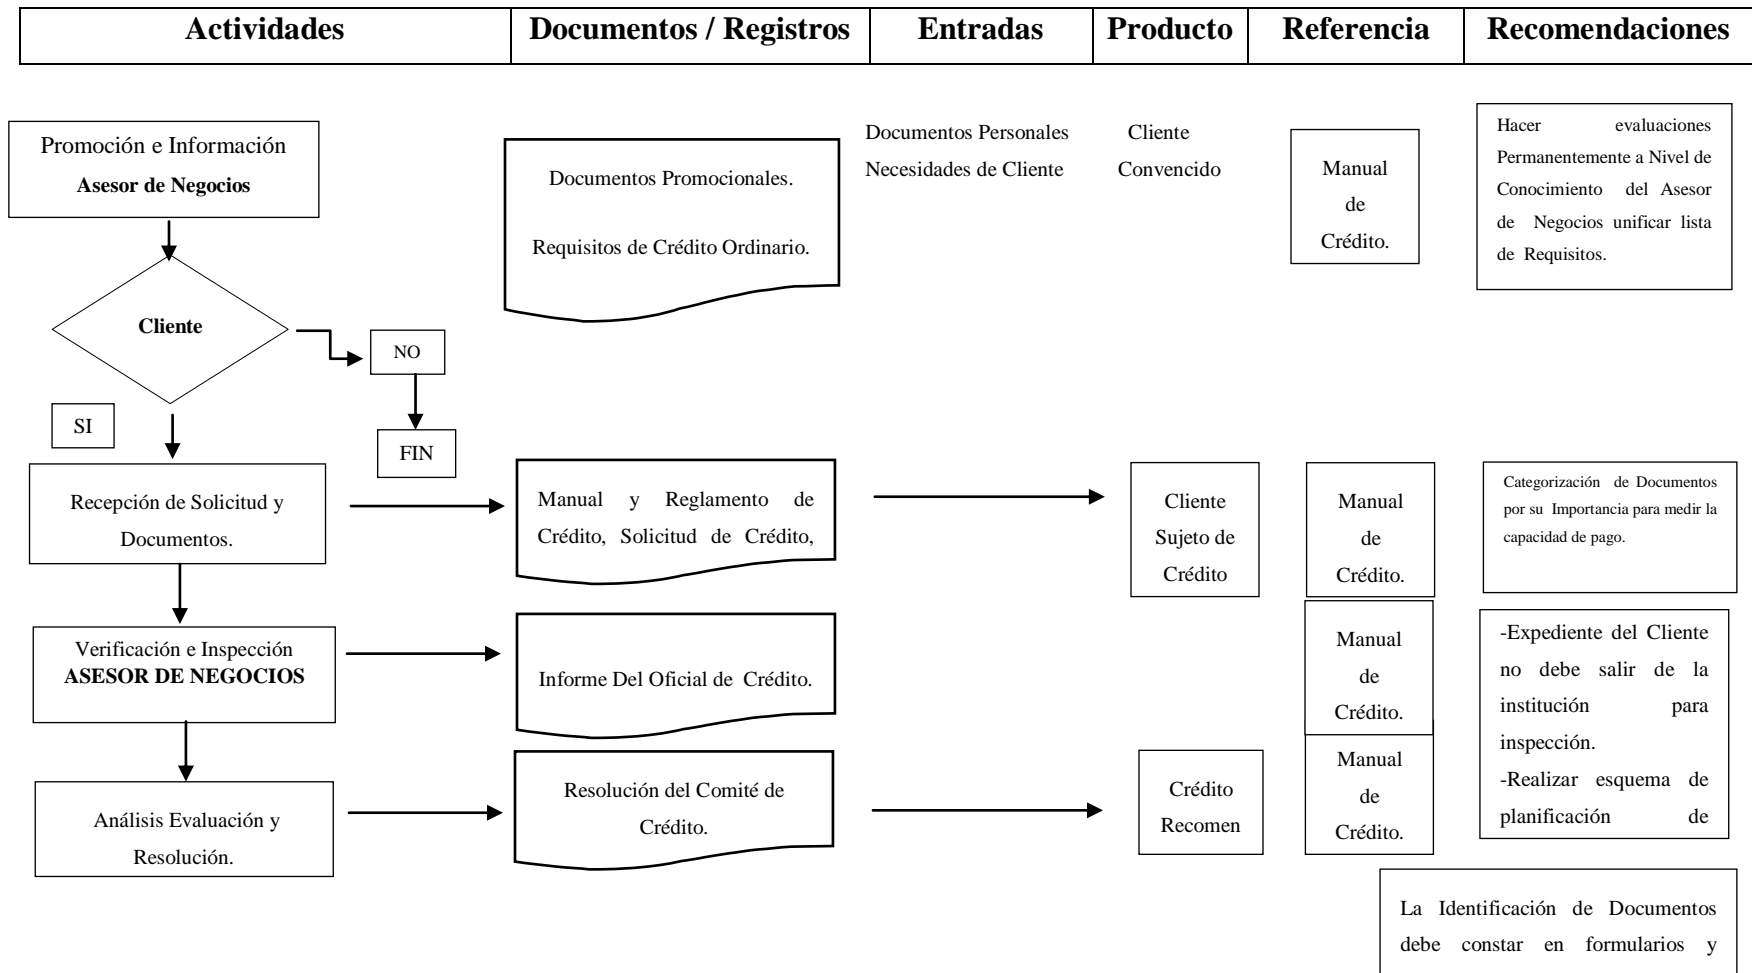 Actividades
Documentos / Registros
Entradas
Producto
Referencia
Recomendaciones
Promoción e Información
Asesor de Negocios
Documentos Promocionales.
Requisitos de Crédito Ordinario.
Documentos Personales
Necesidades de Cliente
Cliente
Convencido
Manual
de
Crédito.
Hacer evaluaciones
Permanentemente a Nivel de
Conocimiento del Asesor
de Negocios unificar lista
de Requisitos.
Cliente
NO
FIN
SI
Recepción de Solicitud y
Documentos.
Manual y Reglamento de
Crédito, Solicitud de Crédito,
Cliente
Sujeto de
Crédito
Manual
de
Crédito.
Categorización de Documentos
por su Importancia para medir la
capacidad de pago.
Verificación e Inspección
ASESOR DE NEGOCIOS
Informe Del Oficial de Crédito.
Manual
de
Crédito.
-Expediente del Cliente
no debe salir de la
institución para
inspección.
-Realizar esquema de
planificación de
Análisis Evaluación y
Resolución.
Resolución del Comité de
Crédito.
Crédito
Recomen
Manual
de
Crédito.
La Identificación de Documentos
debe constar en formularios y